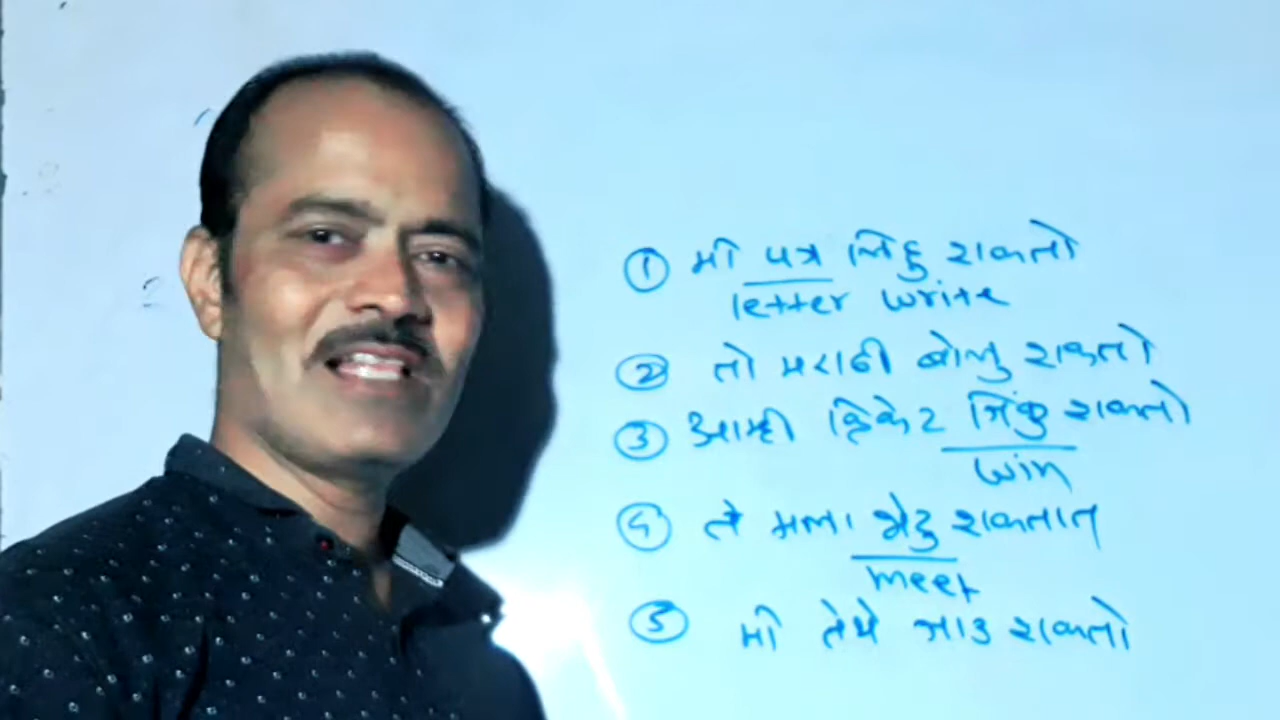 ① मी पत्र लिहु शकतो
letter write
② तो मराठी बोलु शकतो
③ आम्ही क्रिकेट जिंकु शकतो
win
④ ते मला भेटु शकतात
meet
⑤ मी तेथे जाउ शकतो